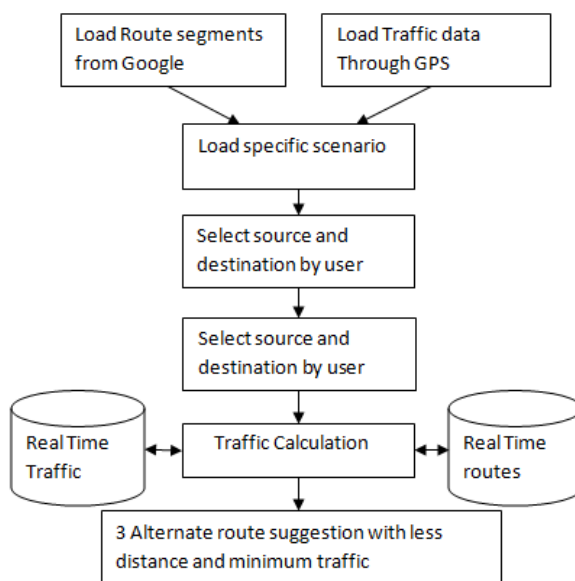 Load Route segments
from Google
Load Traffic data
Through GPS
Load specific scenario
Select source and
destination by user
Select source and
destination by user
Real Time
Traffic
Traffic Calculation
Real Time
routes
3 Alternate route suggestion with less
distance and minimum traffic